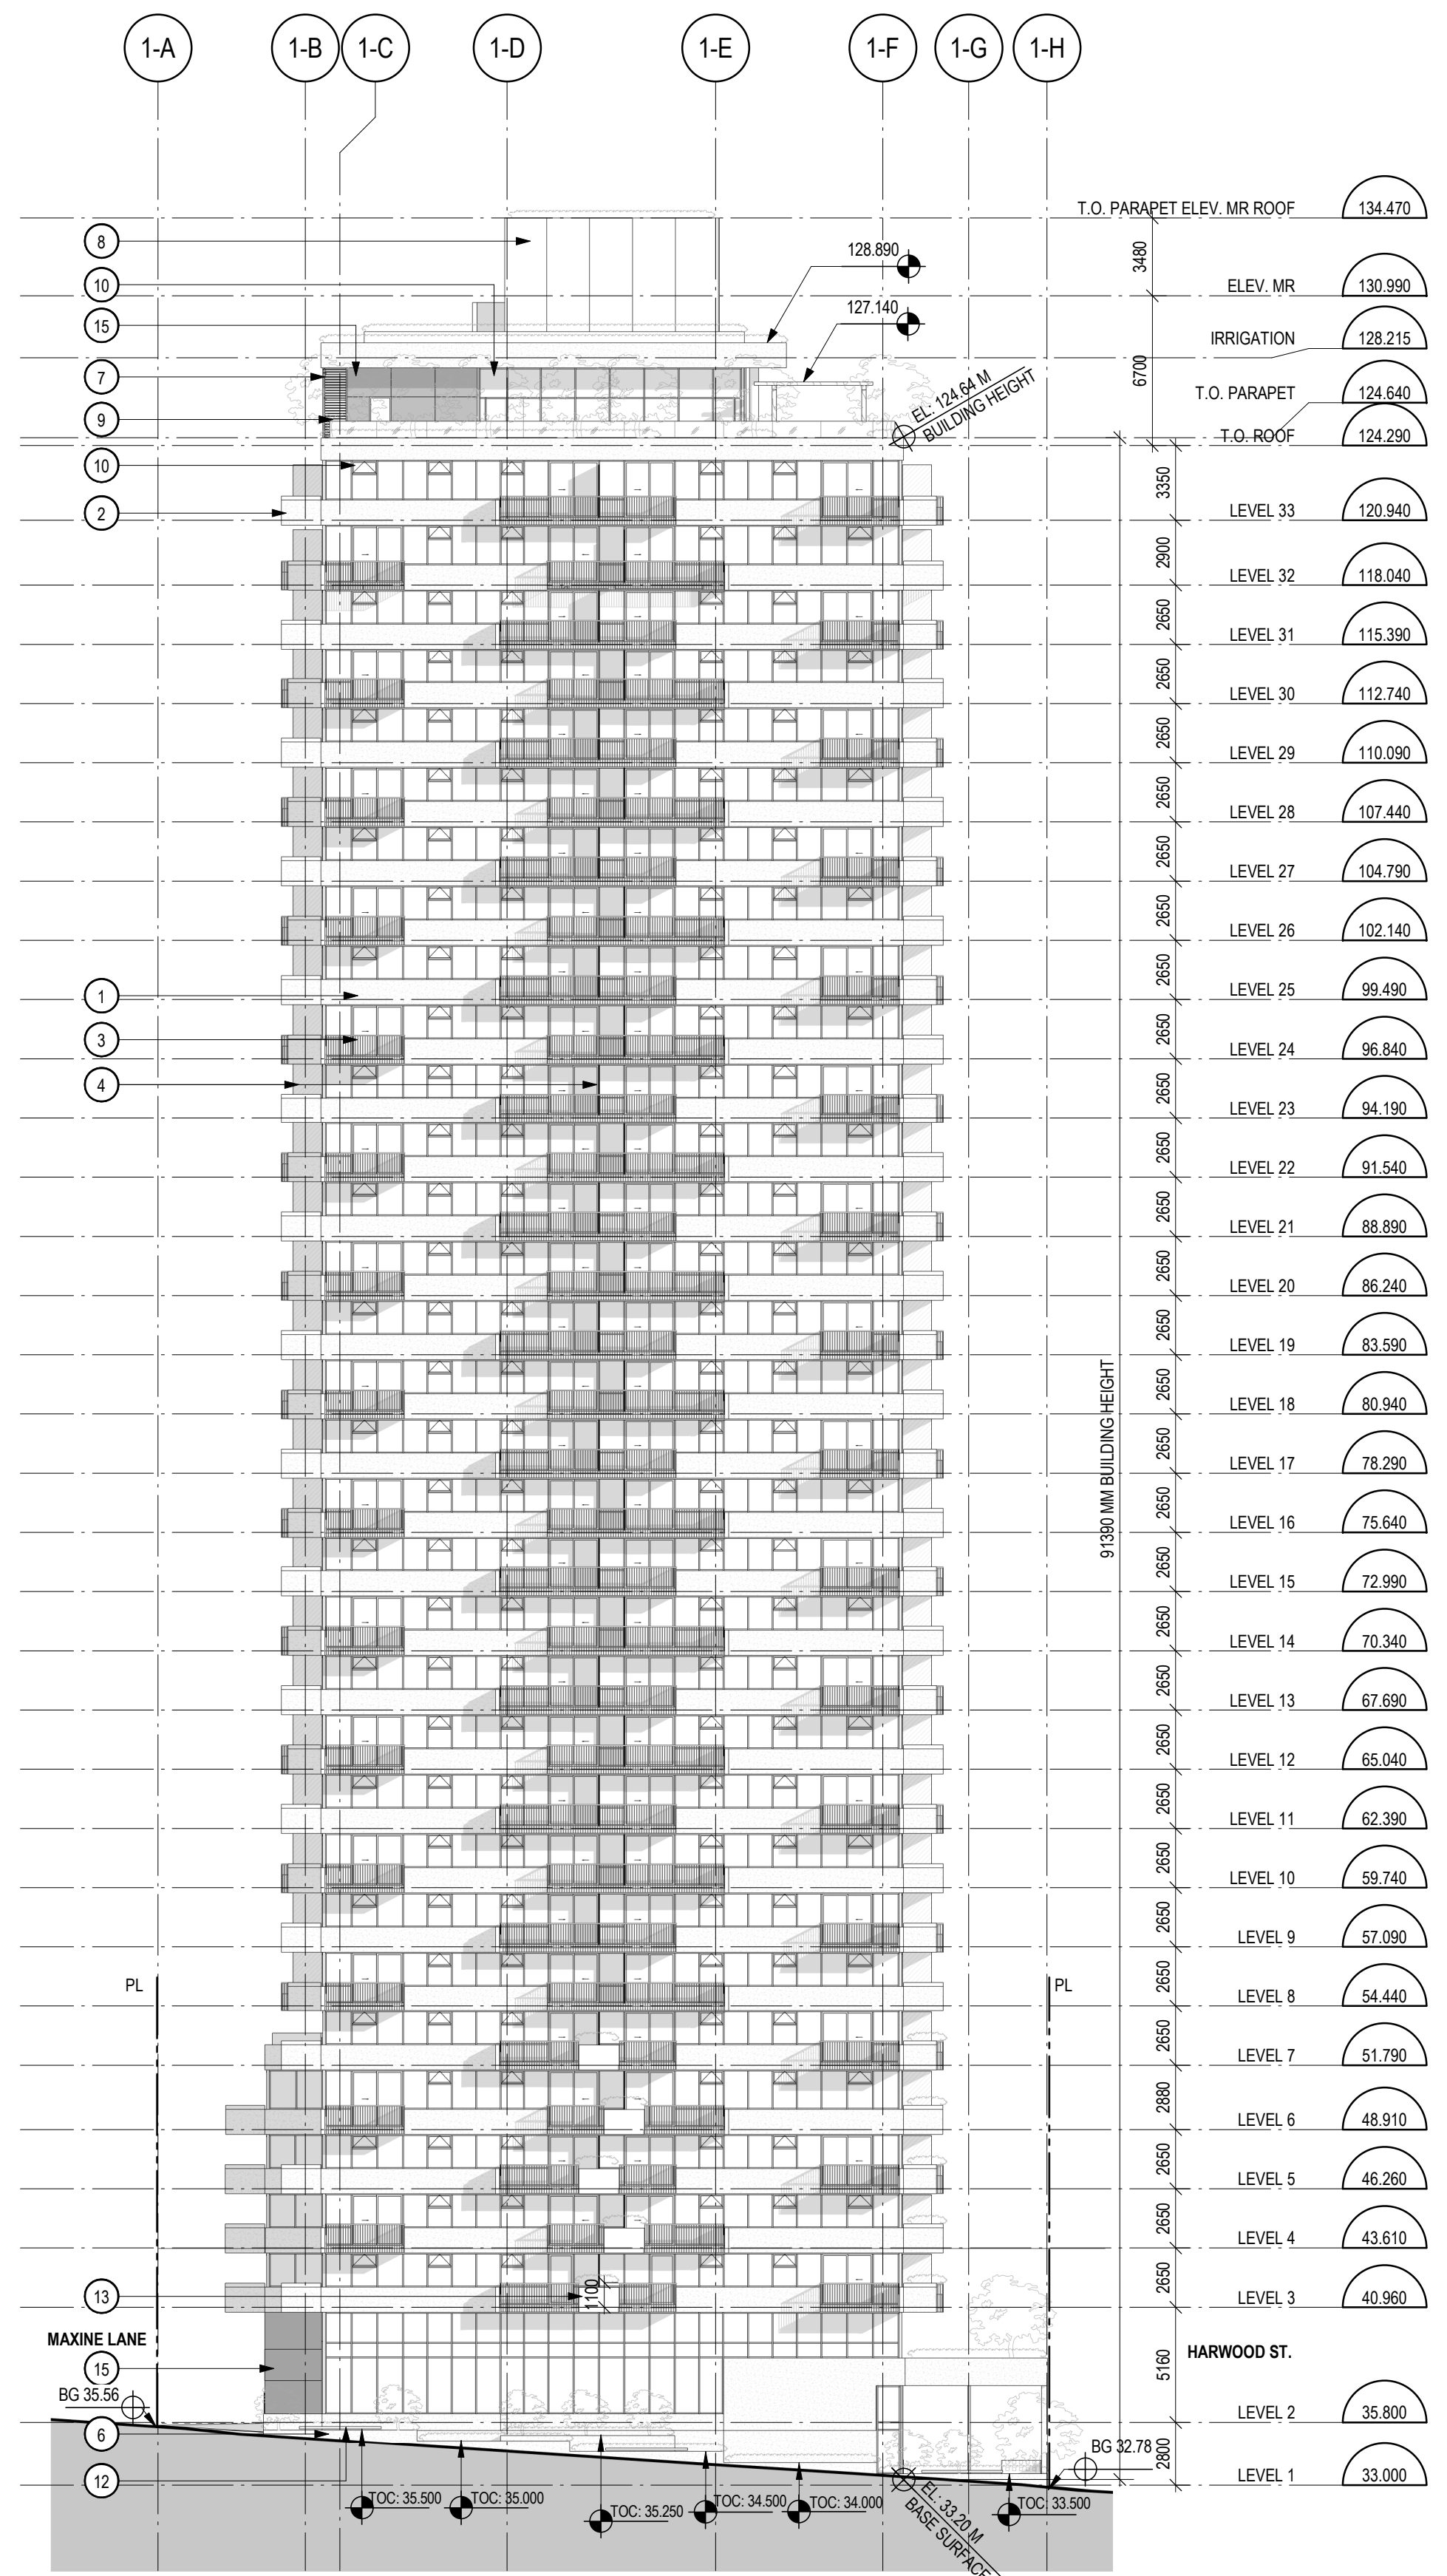 1-A 1-B 1-C 1-D 1-E 1-F 1-G 1-H
T.O. PARAPET ELEV. MR ROOF 134.470
8
3480
128.890
10
ELEV. MR 130.990
127.140
15
IRRIGATION 128.215
6700
7
EL: 124.64 M
BUILDING HEIGHT
T.O. PARAPET 124.640
9
T.O. ROOF 124.290
10
3350
2
LEVEL 33 120.940
2900
LEVEL 32 118.040
2650
LEVEL 31 115.390
2650
LEVEL 30 112.740
2650
LEVEL 29 110.090
2650
LEVEL 28 107.440
2650
LEVEL 27 104.790
2650
LEVEL 26 102.140
2650
1
LEVEL 25 99.490
2650
3
LEVEL 24 96.840
2650
4
LEVEL 23 94.190
2650
LEVEL 22 91.540
2650
LEVEL 21 88.890
2650
LEVEL 20 86.240
2650
LEVEL 19 83.590
2650
91390 MM BUILDING HEIGHT
LEVEL 18 80.940
2650
LEVEL 17 78.290
2650
LEVEL 16 75.640
2650
LEVEL 15 72.990
2650
LEVEL 14 70.340
2650
LEVEL 13 67.690
2650
LEVEL 12 65.040
2650
LEVEL 11 62.390
2650
LEVEL 10 59.740
2650
LEVEL 9 57.090
2650
PL PL
LEVEL 8 54.440
2650
LEVEL 7 51.790
2880
LEVEL 6 48.910
2650
LEVEL 5 46.260
2650
LEVEL 4 43.610
2650
13
1100
LEVEL 3 40.960
MAXINE LANE
HARWOOD ST.
15
5160
BG 35.56
LEVEL 2 35.800
6
BG 32.78
2800
12
LEVEL 1 33.000
TOC: 35.500
TOC: 35.000
TOC: 35.250
TOC: 34.500
TOC: 34.000
EL: 33.20 M
BASE SURFACE
TOC: 33.500